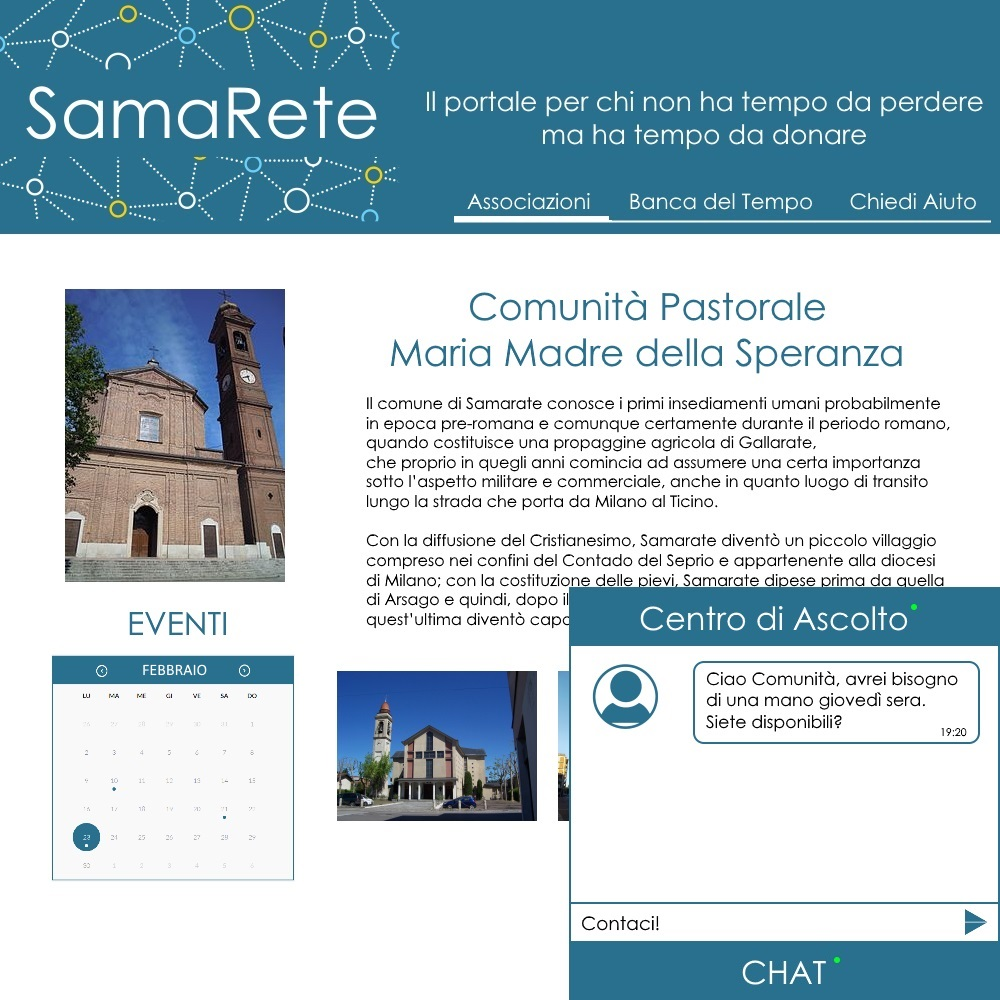 SamaRete
Il portale per chi non ha tempo da perdere
ma ha tempo da donare
Associazioni
Banca del Tempo
Chiedi Aiuto
Comunità Pastorale
Maria Madre della Speranza
Il comune di Samarate conosce i primi insediamenti umani probabilmente
in epoca pre-romana e comunque certamente durante il periodo romano,
quando costituisce una propaggine agricola di Gallarate,
che proprio in quegli anni comincia ad assumere una certa importanza
sotto l'aspetto militare e commerciale, anche in quanto luogo di transito
lungo la strada che porta da Milano al Ticino.
Con la diffusione del Cristianesimo, Samarate diventò un piccolo villaggio
compreso nei confini del Contado del Seprio e appartenente alla diocesi
di Milano; con la costituzione delle pievi, Samarate dipese prima da quella
di Arsago e quindi, dopo il
quest'ultima diventò capo
EVENTI
FEBBRAIO
LU MA ME GI VE SA DO
26 27 28 29 30 31 1
2 3 4 5 6 7 8
9 10 11 12 13 14 15
16 17 18 19 20 21 22
23 24 25 26 27 28 29
30 1 2 3 4 5 6
Centro di Ascolto
Ciao Comunità, avrei bisogno
di una mano giovedì sera.
Siete disponibili?
19:20
Contaci!
CHAT